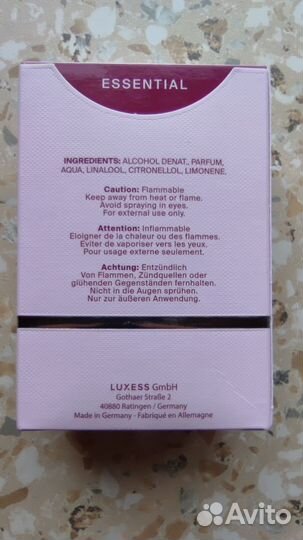 ESSENTIAL
INGREDIENTS: ALCOHOL DENAT., PARFUM,
AQUA, LINALOOL, CITRONELLOL, LIMONENE.
Caution: Flammable
Keep away from heat or flame.
Avoid spraying in eyes.
For external use only.
Attention: Inflammable
Eloigner de la chaleur ou des flammes.
Eviter de vaporiser vers les yeux.
Pour usage externe seulement.
Achtung: Entzündlich
Von Flammen, Zündquellen oder
glühenden Gegenständen fernhalten.
Nicht in die Augen sprühen.
Nur zur äußeren Anwendung.
LUXESS GmbH
Gothaer Straße 2
40880 Ratingen / Germany
Made in Germany - Fabriqué en Allemagne
Avito